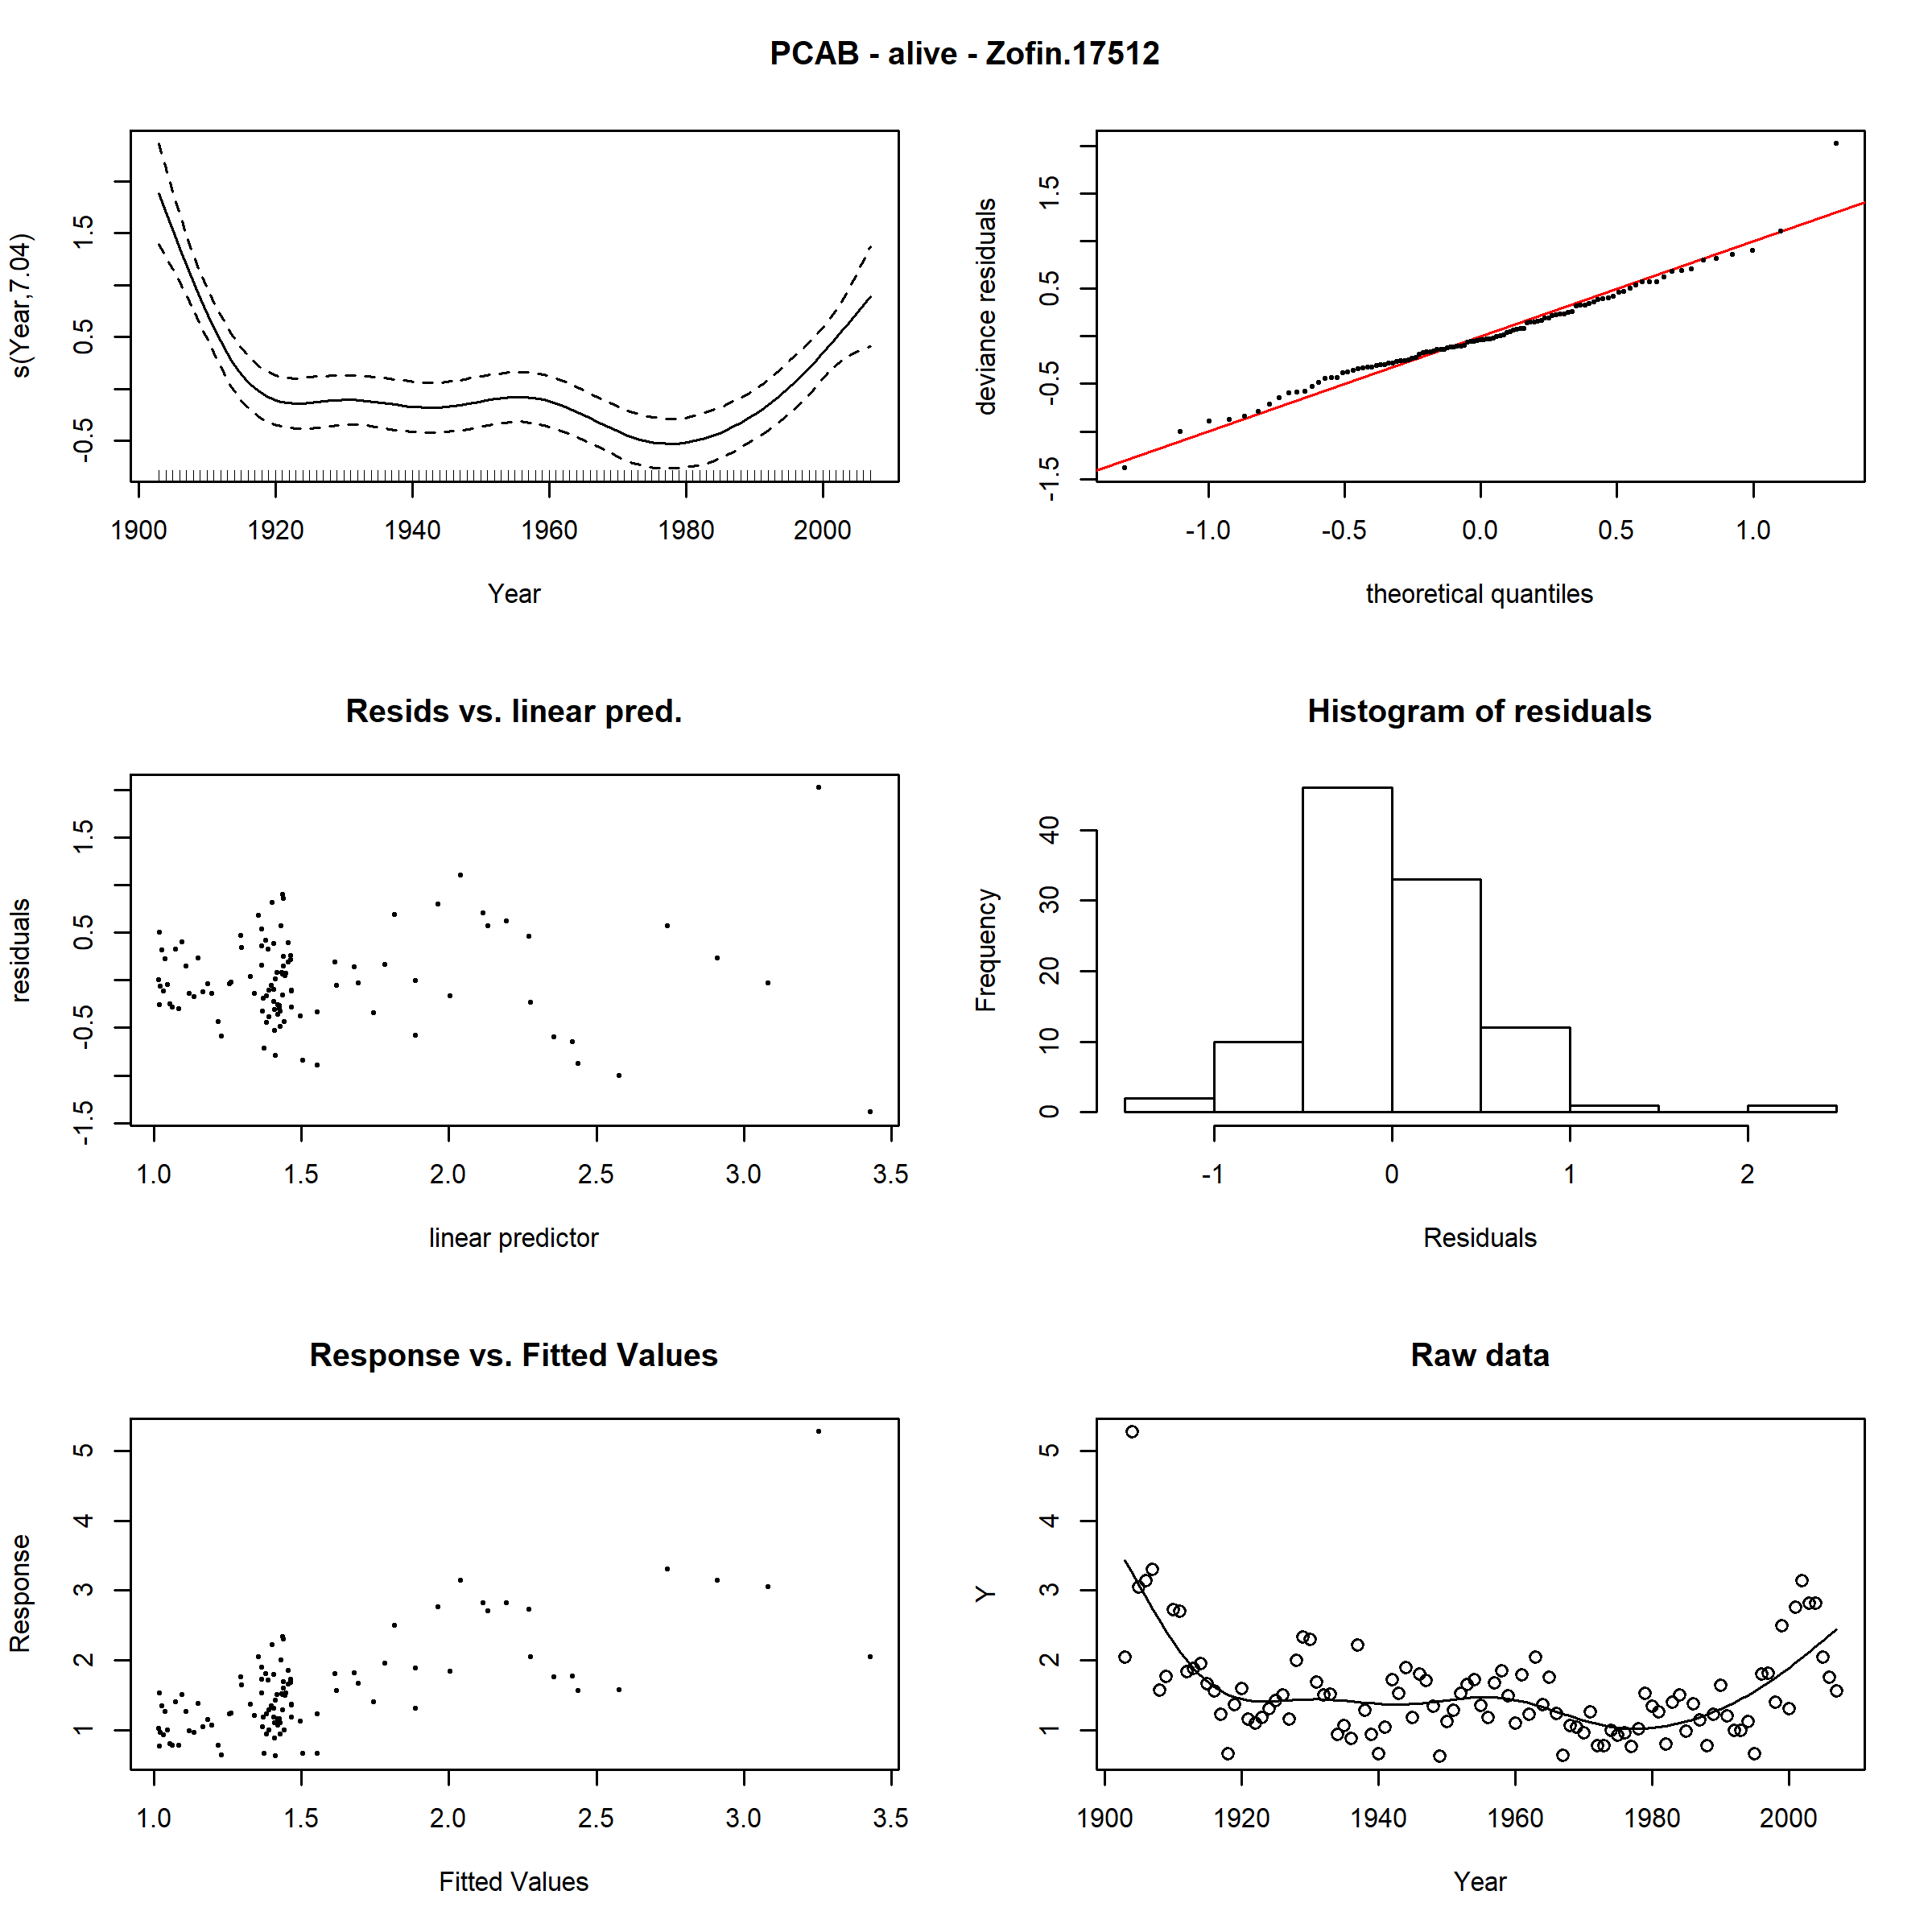 PCAB - alive - Zofin.17512
s(Year,7.04)
-0.5 0.5 1.5
1900 1920 1940 1960 1980 2000
Year
deviance residuals
-1.5 -0.5 0.5 1.5
-1.0 -0.5 0.0 0.5 1.0
theoretical quantiles
Resids vs. linear pred.
residuals
-1.5 -0.5 0.5 1.5
1.0 1.5 2.0 2.5 3.0 3.5
linear predictor
Histogram of residuals
Frequency
0 10 20 30 40
-1 0 1 2
Residuals
Response vs. Fitted Values
Response
1 2 3 4 5
1.0 1.5 2.0 2.5 3.0 3.5
Fitted Values
Raw data
Y
1 2 3 4 5
1900 1920 1940 1960 1980 2000
Year